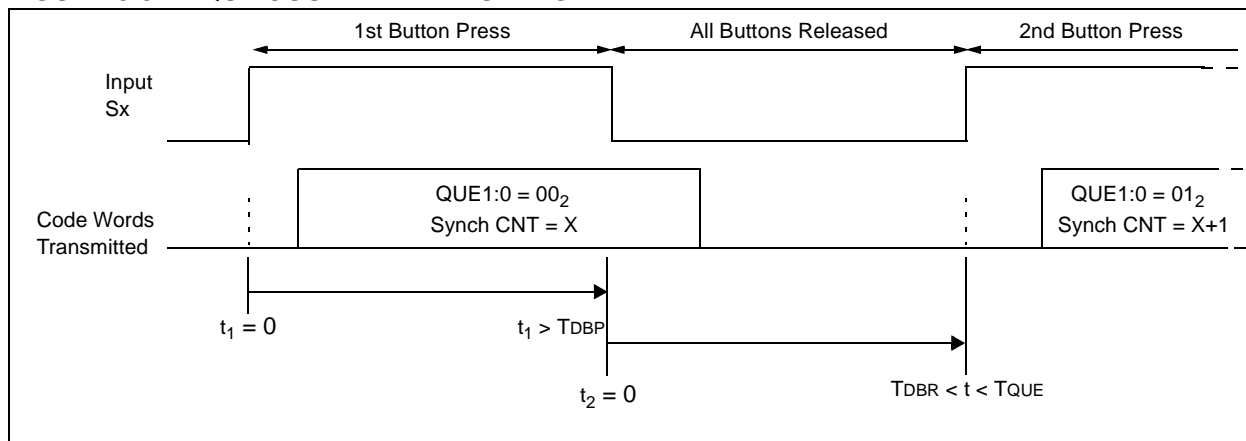 1st Button Press All Buttons Released 2nd Button Press
Input
Sx
QUE1:0 = 00₂
Synch CNT = X
QUE1:0 = 01₂
Synch CNT = X+1
Code Words
Transmitted
t₁ = 0
t₁ > TDBP
t₂ = 0
TDBR < t < TQUE